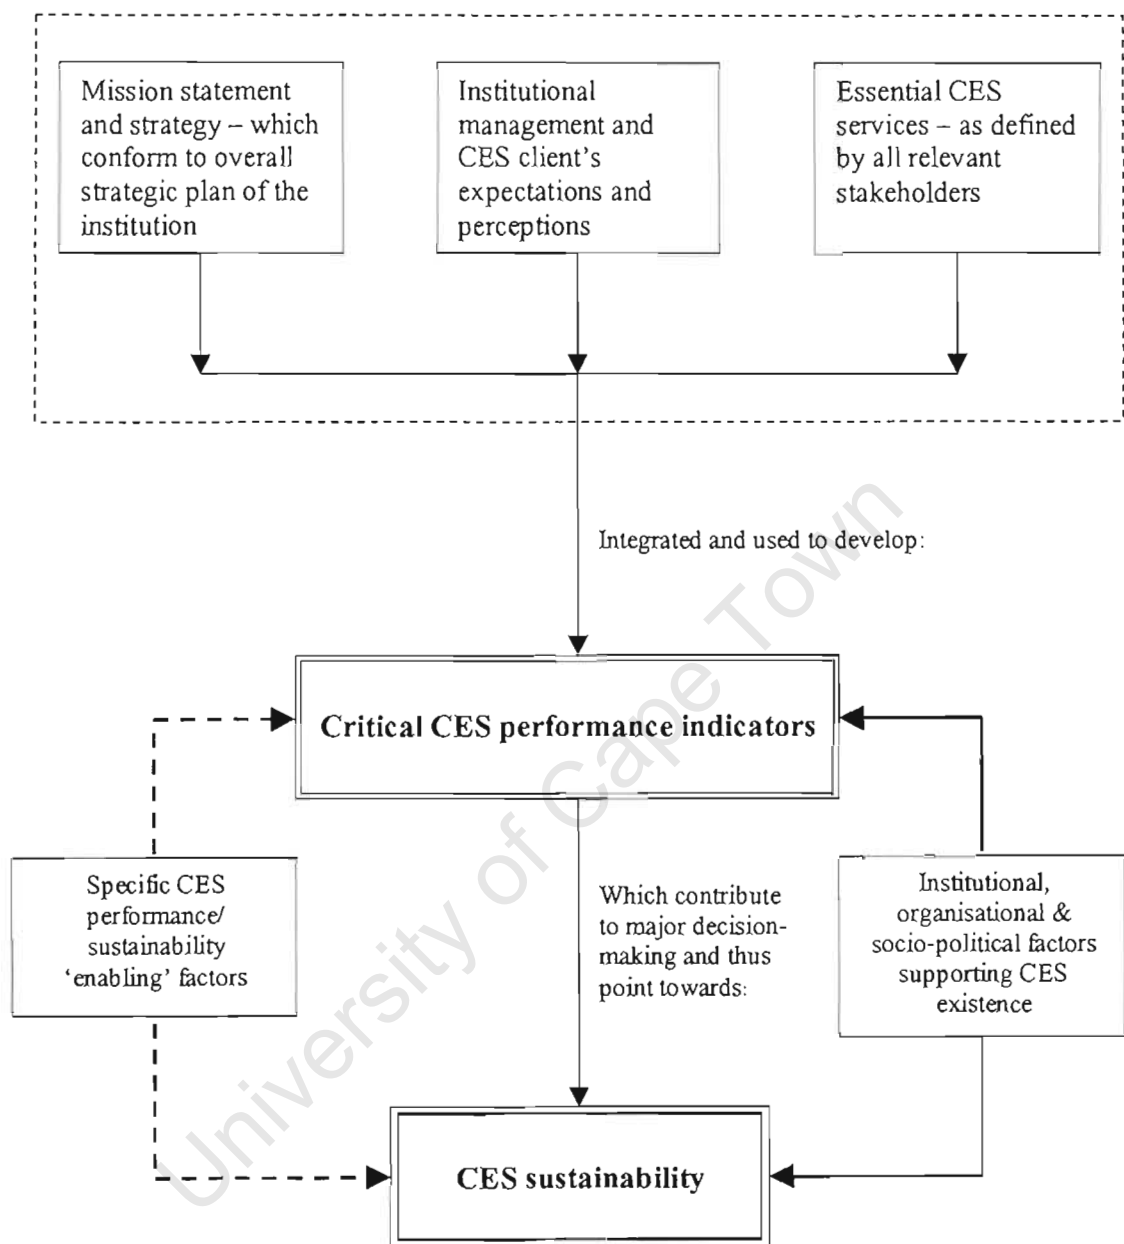 Mission statement
and strategy – which
conform to overall
strategic plan of the
institution
Institutional
management and
CES client's
expectations and
perceptions
Essential CES
services – as defined
by all relevant
stakeholders
Integrated and used to develop:
Critical CES performance indicators
Specific CES
performance/
sustainability
'enabling' factors
Which contribute
to major decision-
making and thus
point towards:
Institutional,
organisational &
socio-political factors
supporting CES
existence
CES sustainability
University of Cape Town